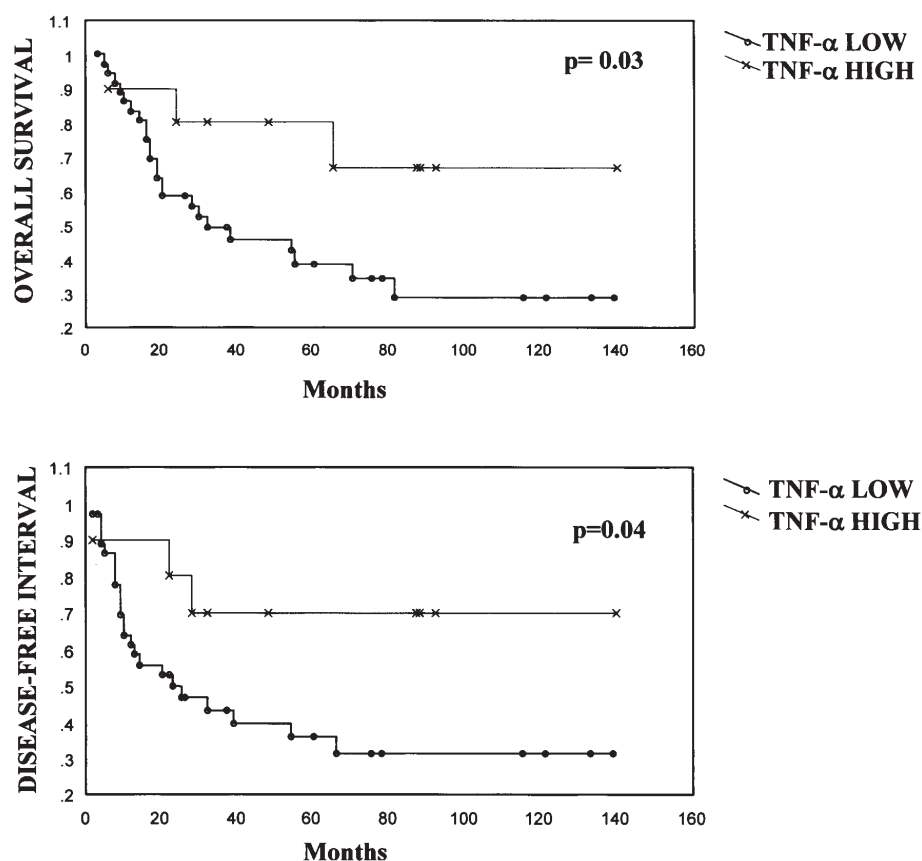 1.1
1
.9
.8
.7
.6
.5
.4
.3
.2
OVERALL SURVIVAL
p= 0.03
TNF-α LOW
TNF-α HIGH
0 20 40 60 80 100 120 140 160
Months
1.1
1
.9
.8
.7
.6
.5
.4
.3
.2
DISEASE-FREE INTERVAL
p=0.04
TNF-α LOW
TNF-α HIGH
0 20 40 60 80 100 120 140 160
Months